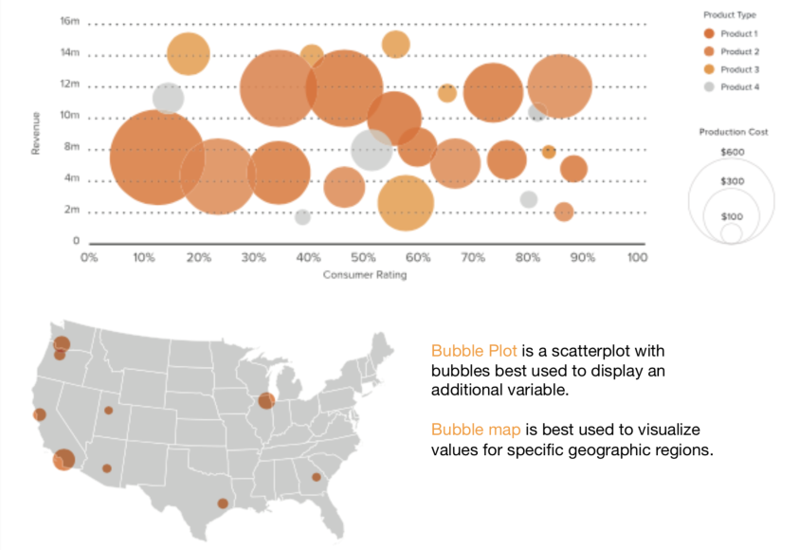 16m
14m
12m
10m
8m
4m
2m
0
Revenue
0% 10% 20% 30% 40% 50% 60% 70% 80% 90% 100
Consumer Rating
Product Type
Product 1
Product 2
Product 3
Product 4
Production Cost
$600
$300
$100
Bubble Plot is a scatterplot with
bubbles best used to display an
additional variable.
Bubble map is best used to visualize
values for specific geographic regions.